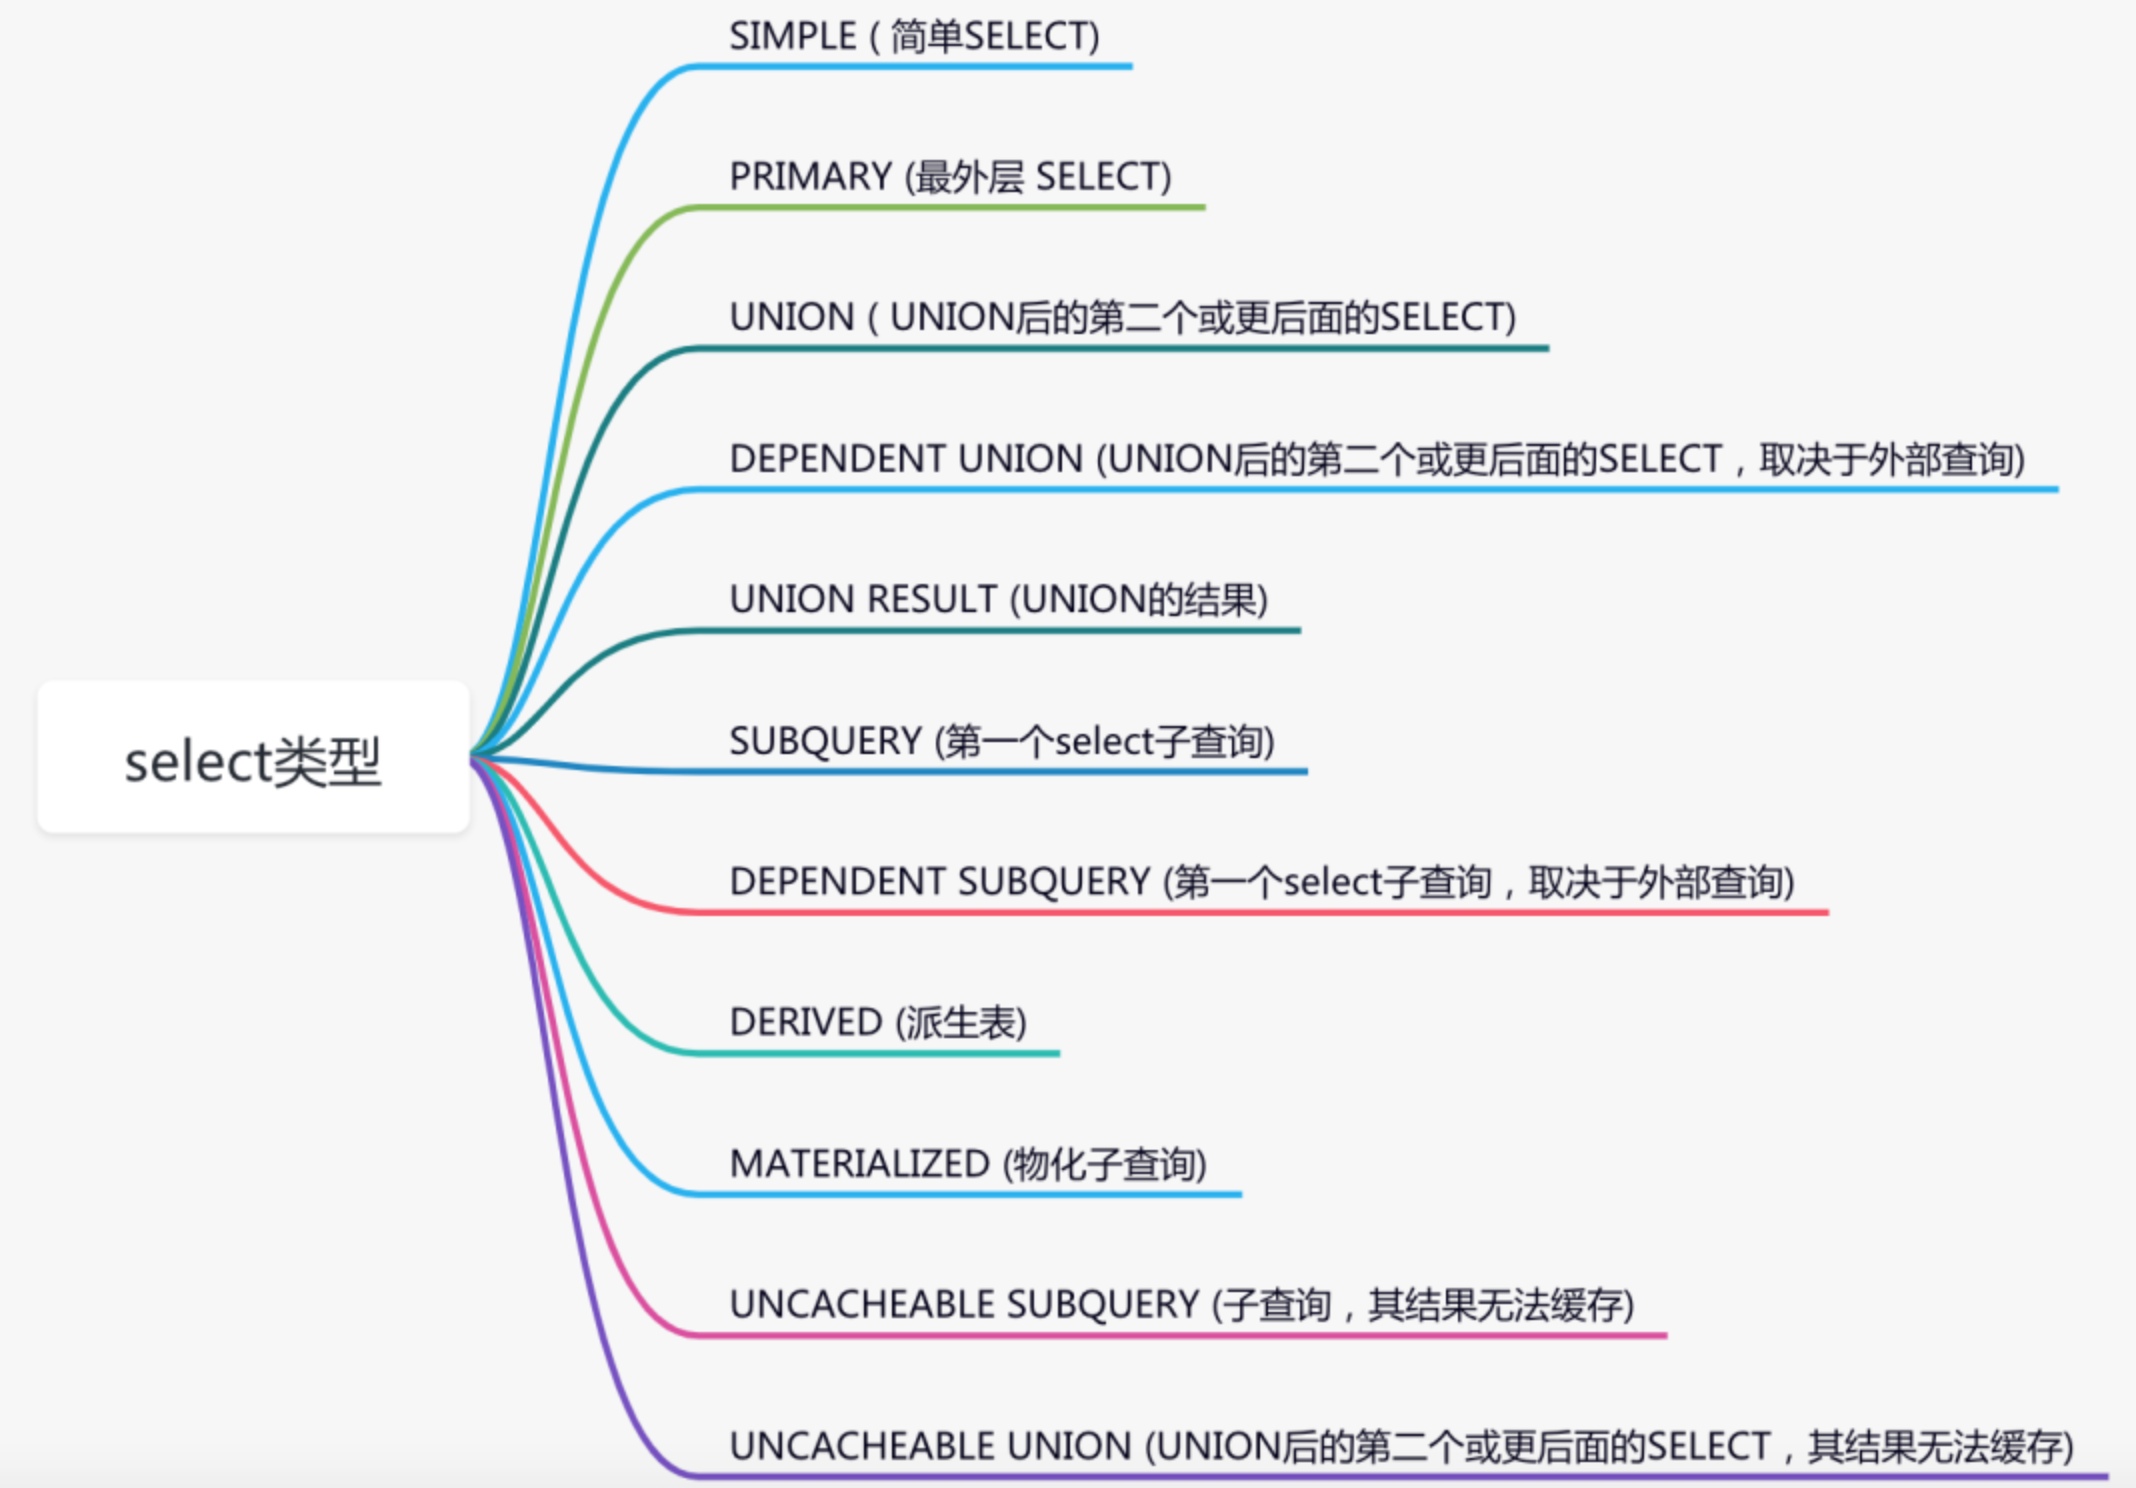 SIMPLE ( 简单SELECT)
PRIMARY (最外层 SELECT)
UNION ( UNION后的第二个或更后面的SELECT)
DEPENDENT UNION (UNION后的第二个或更后面的SELECT，取决于外部查询)
UNION RESULT (UNION的结果)
select类型
SUBQUERY (第一个select子查询)
DEPENDENT SUBQUERY (第一个select子查询，取决于外部查询)
DERIVED (派生表)
MATERIALIZED (物化子查询)
UNCACHEABLE SUBQUERY (子查询，其结果无法缓存)
UNCACHEABLE UNION (UNION后的第二个或更后面的SELECT，其结果无法缓存)